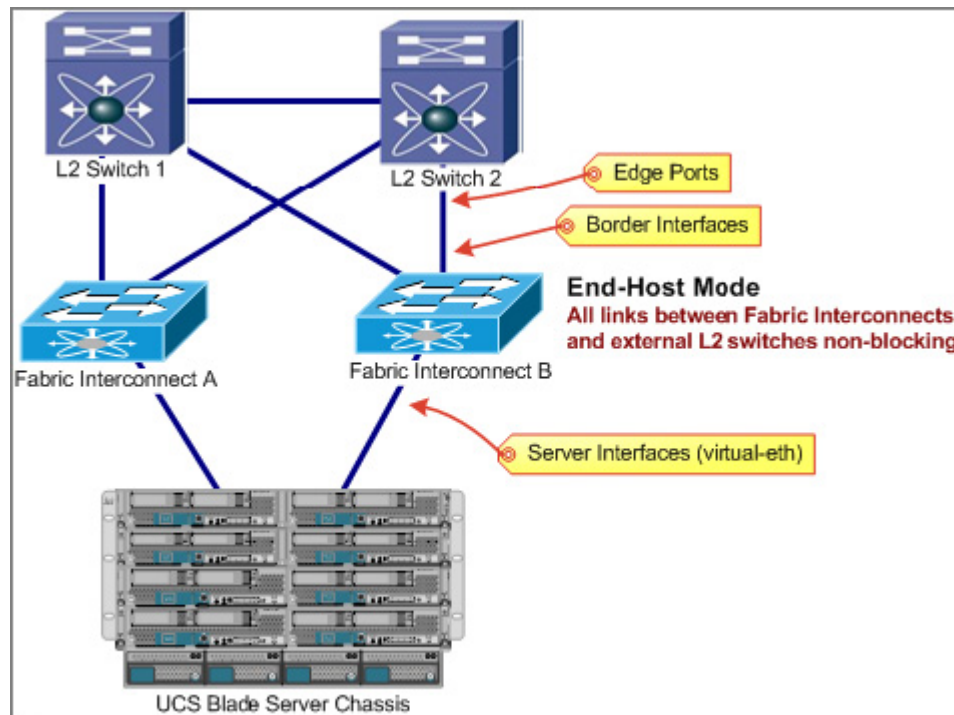 L2 Switch 1
L2 Switch 2
Edge Ports
Border Interfaces
End-Host Mode
All links between Fabric Interconnects
and external L2 switches non-blocking
Fabric Interconnect A
Fabric Interconnect B
Server Interfaces (virtual-eth)
UCS Blade Server Chassis